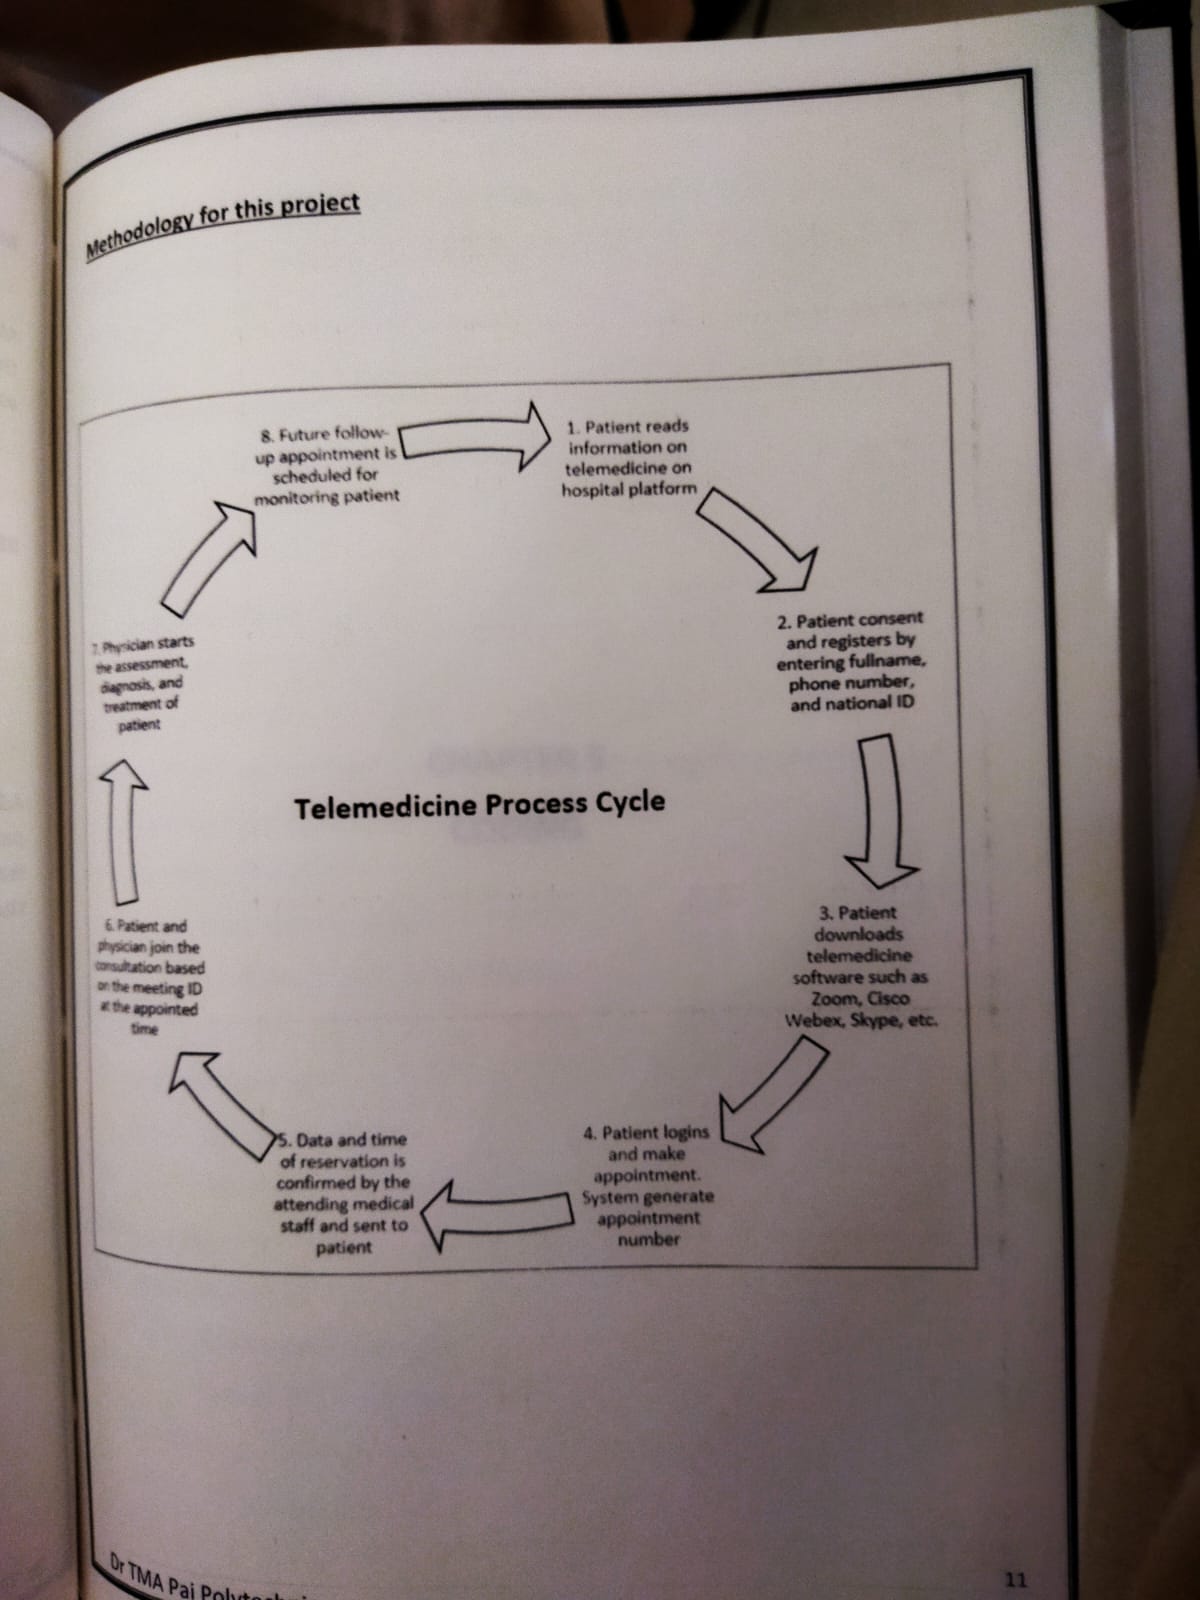 Methodology for this project
8. Future follow-
up appointment is
scheduled for
monitoring patient
1. Patient reads
information on
telemedicine on
hospital platform
2. Patient consent
and registers by
entering fullname,
phone number,
and national ID
3. Patient
downloads
telemedicine
software such as
Zoom, Cisco
Webex, Skype, etc.
4. Patient logins
and make
appointment.
System generate
appointment
number
5. Data and time
of reservation is
confirmed by the
attending medical
staff and sent to
patient
6. Patient and
physician join the
consultation based
on the meeting ID
at the appointed
time
7. Physician starts
the assessment,
diagnosis, and
treatment of
patient
Telemedicine Process Cycle
Dr TMA Pai
11